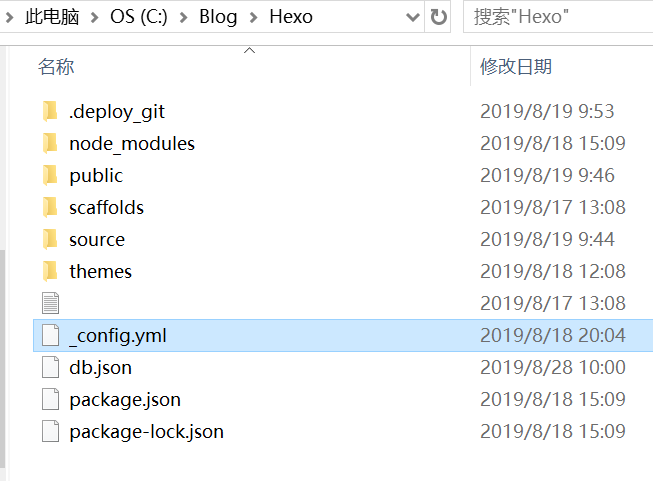 此电脑 OS (C:) Blog Hexo 搜索"Hexo"
名称 修改日期
.deploy_git 2019/8/19 9:53
node_modules 2019/8/18 15:09
public 2019/8/19 9:46
scaffolds 2019/8/17 13:08
source 2019/8/19 9:44
themes 2019/8/18 12:08
2019/8/17 13:08
_config.yml 2019/8/18 20:04
db.json 2019/8/28 10:00
package.json 2019/8/18 15:09
package-lock.json 2019/8/18 15:09